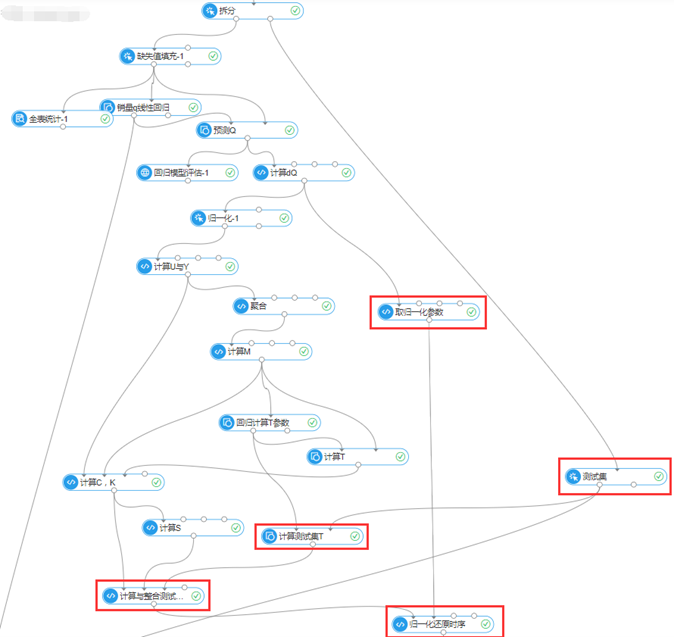 拆分
缺失值填充-1
销量q线性回归
全表统计-1
预测Q
回归模型评估-1
计算dQ
归一化-1
计算U与Y
聚合
取归一化参数
计算M
回归计算T参数
计算T
测试集
计算C，K
计算S
计算测试集T
计算与整合测试...
归一化还原时序